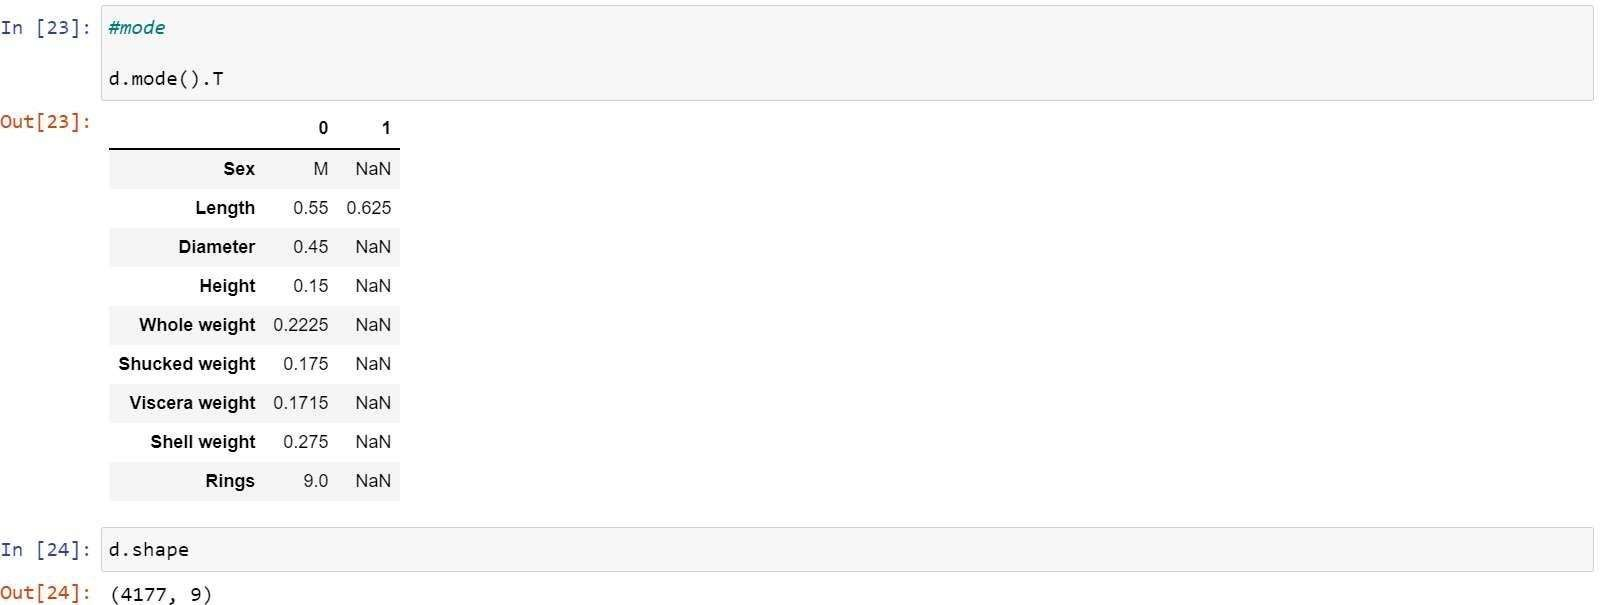 In [23]: #mode
d.mode().T
Out[23]:
0 1
Sex M NaN
Length 0.55 0.625
Diameter 0.45 NaN
Height 0.15 NaN
Whole weight 0.2225 NaN
Shucked weight 0.175 NaN
Viscera weight 0.1715 NaN
Shell weight 0.275 NaN
Rings 9.0 NaN
In [24]: d.shape
Out[24]: (4177, 9)